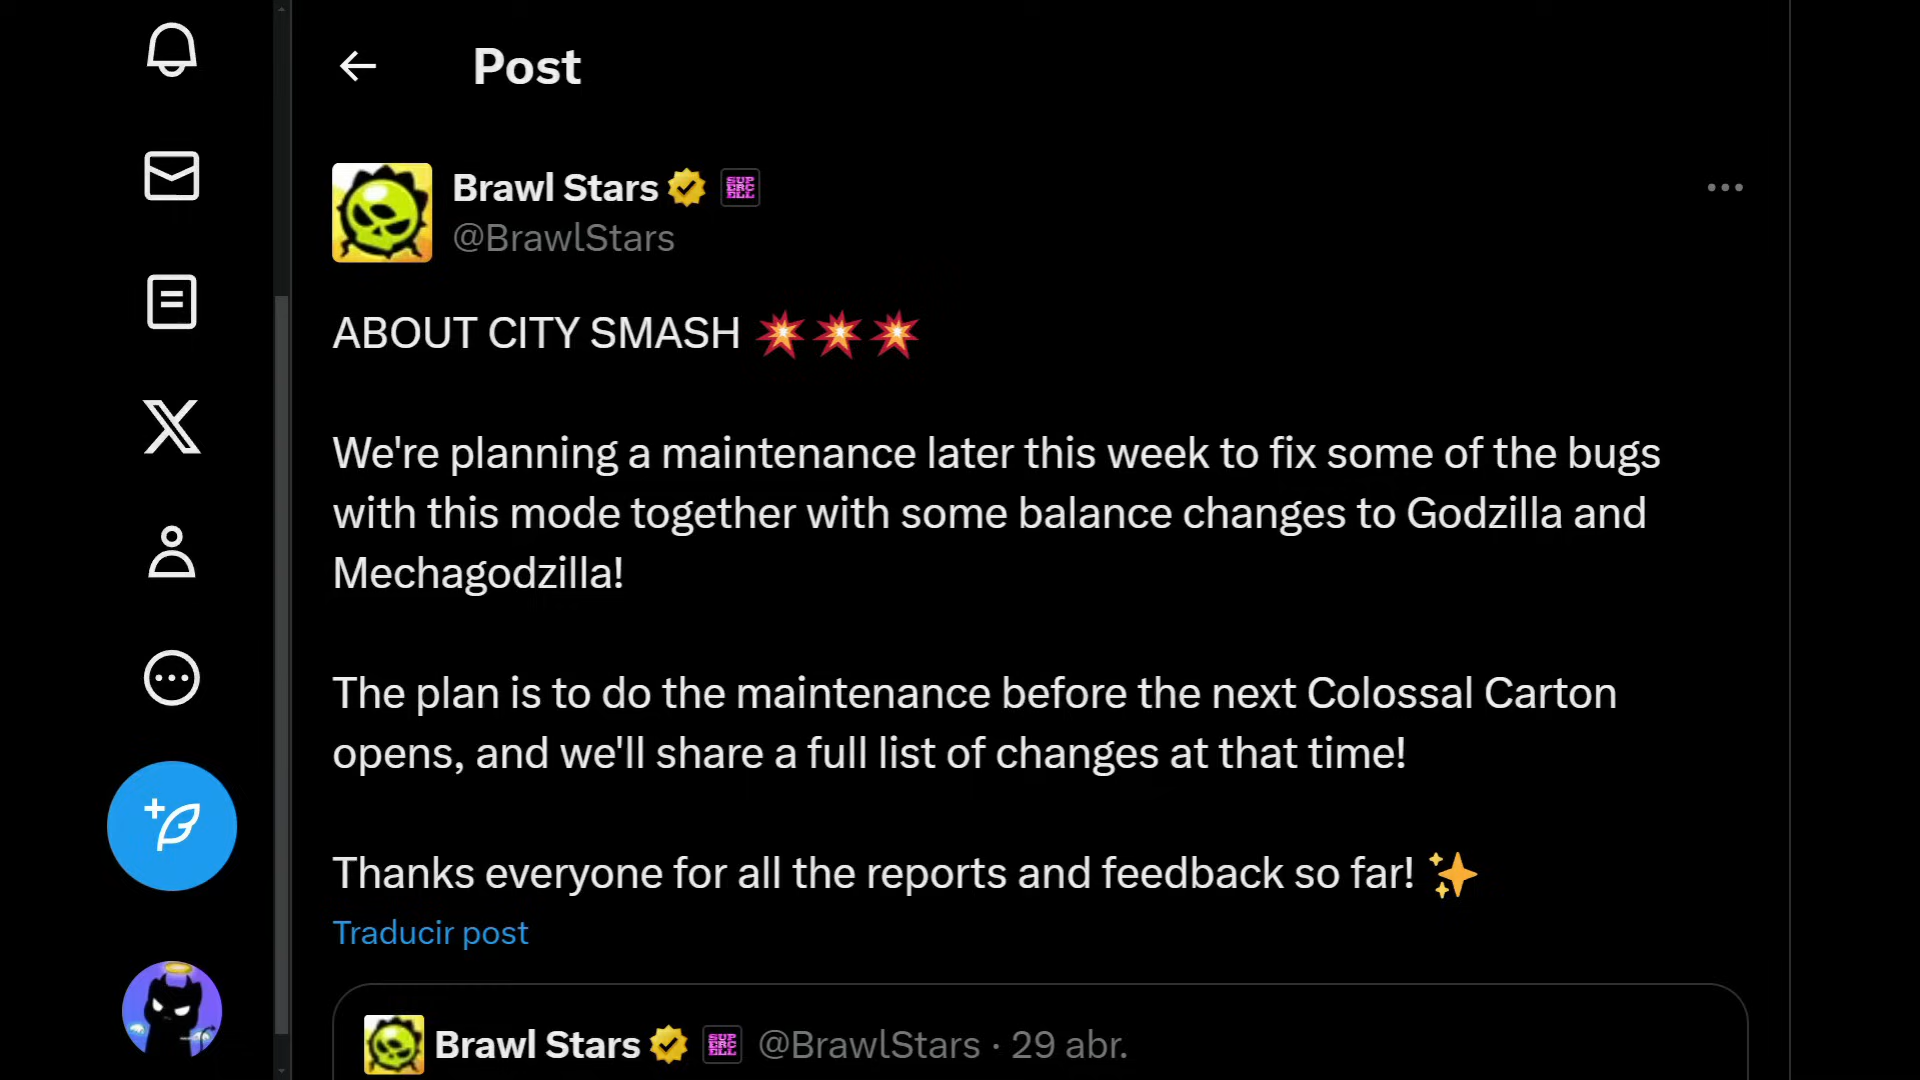 Post
Brawl Stars SUPERCELL
@BrawlStars
ABOUT CITY SMASH 💥💥💥
We're planning a maintenance later this week to fix some of the bugs
with this mode together with some balance changes to Godzilla and
Mechagodzilla!
The plan is to do the maintenance before the next Colossal Carton
opens, and we'll share a full list of changes at that time!
Thanks everyone for all the reports and feedback so far! ✨
Traducir post
Brawl Stars SUPERCELL @BrawlStars · 29 abr.